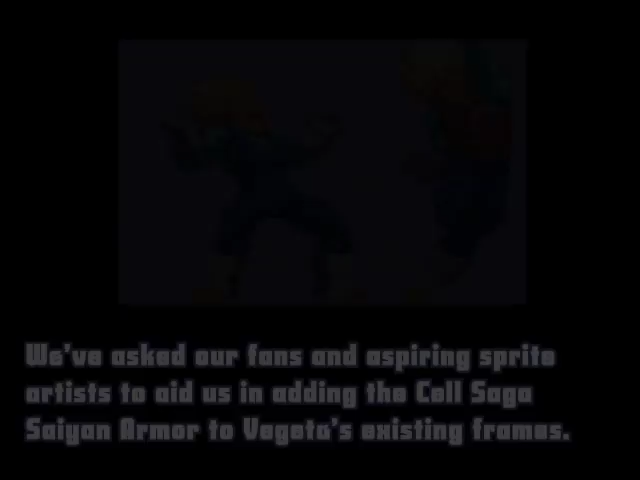 We've asked our fans and aspiring sprite
artists to aid us in adding the Cell Saga
Saiyan Armor to Vegeta's existing frames.